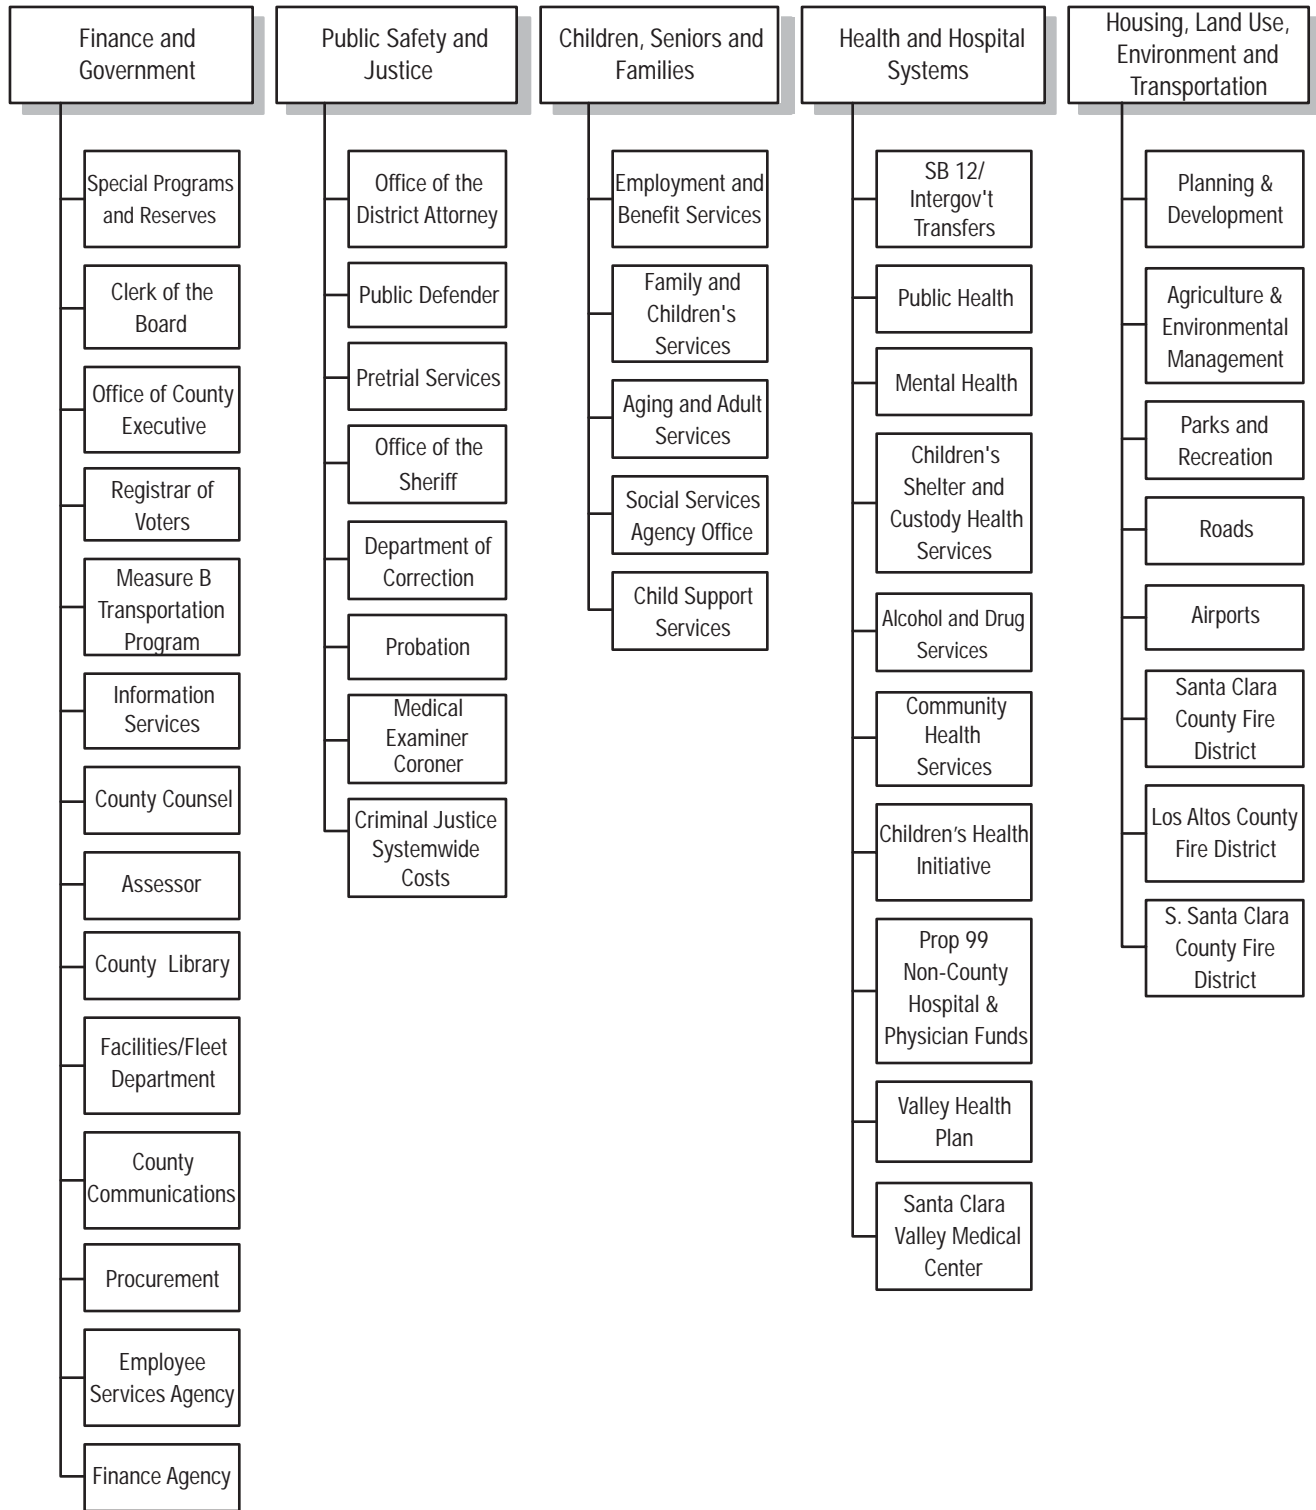 Finance and
Government
Special Programs
and Reserves
Clerk of the
Board
Office of County
Executive
Registrar of
Voters
Measure B
Transportation
Program
Information
Services
County Counsel
Assessor
County Library
Facilities/Fleet
Department
County
Communications
Procurement
Employee
Services Agency
Finance Agency
Public Safety and
Justice
Office of the
District Attorney
Public Defender
Pretrial Services
Office of the
Sheriff
Department of
Correction
Probation
Medical
Examiner
Coroner
Criminal Justice
Systemwide
Costs
Children, Seniors and
Families
Employment and
Benefit Services
Family and
Children's
Services
Aging and Adult
Services
Social Services
Agency Office
Child Support
Services
Health and Hospital
Systems
SB 12/
Intergov't
Transfers
Public Health
Mental Health
Children's
Shelter and
Custody Health
Services
Alcohol and Drug
Services
Community
Health
Services
Children’s Health
Initiative
Prop 99
Non-County
Hospital &
Physician Funds
Valley Health
Plan
Santa Clara
Valley Medical
Center
Housing, Land Use,
Environment and
Transportation
Planning &
Development
Agriculture &
Environmental
Management
Parks and
Recreation
Roads
Airports
Santa Clara
County Fire
District
Los Altos County
Fire District
S. Santa Clara
County Fire
District